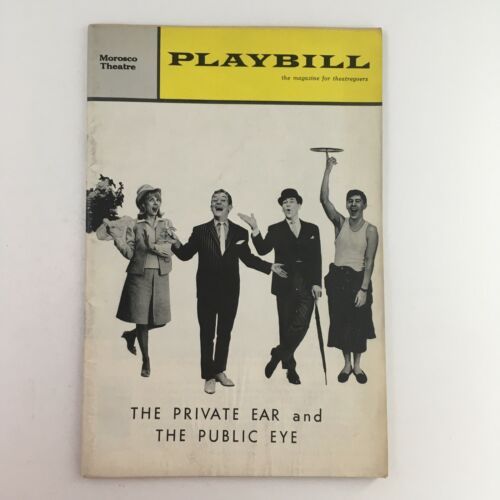 Morosco
Theatre
PLAYBILL
the magazine for theatregoers
THE PRIVATE EAR and
THE PUBLIC EYE